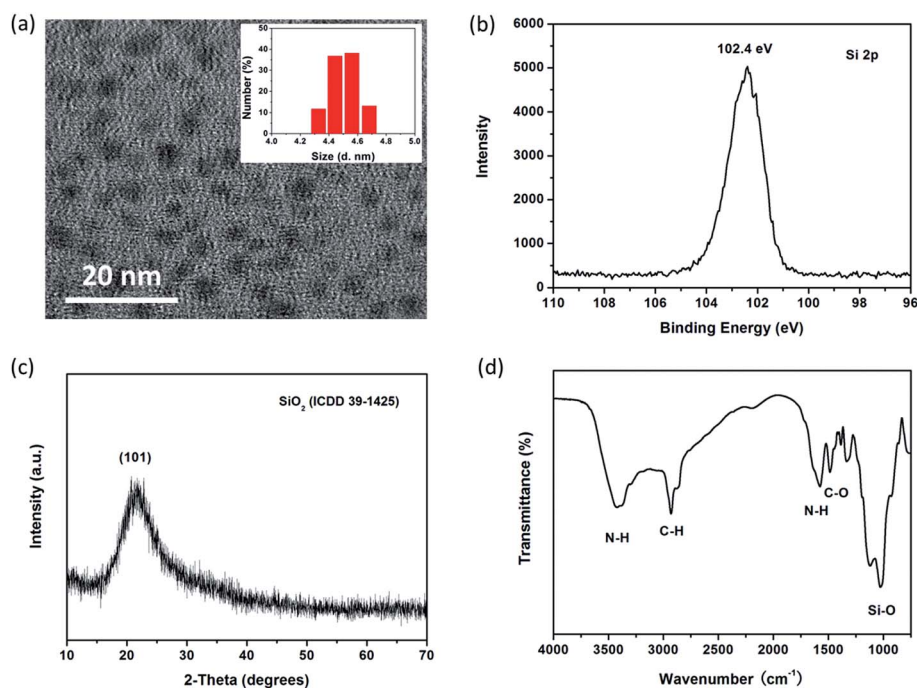 (a)
50
40
30
20
10
0
Number (%)
4.0 4.2 4.4 4.6 4.8 5.0
Size (d. nm)
20 nm
(b)
6000
5000
4000
3000
2000
1000
0
Intensity
102.4 eV
Si 2p
110 108 106 104 102 100 98 96
Binding Energy (eV)
(c)
Intensity (a.u.)
SiO₂ (ICDD 39-1425)
(101)
10 20 30 40 50 60 70
2-Theta (degrees)
(d)
Transmittance (%)
N-H
C-H
N-H
C-O
Si-O
4000 3500 3000 2500 2000 1500 1000
Wavenumber (cm⁻¹)